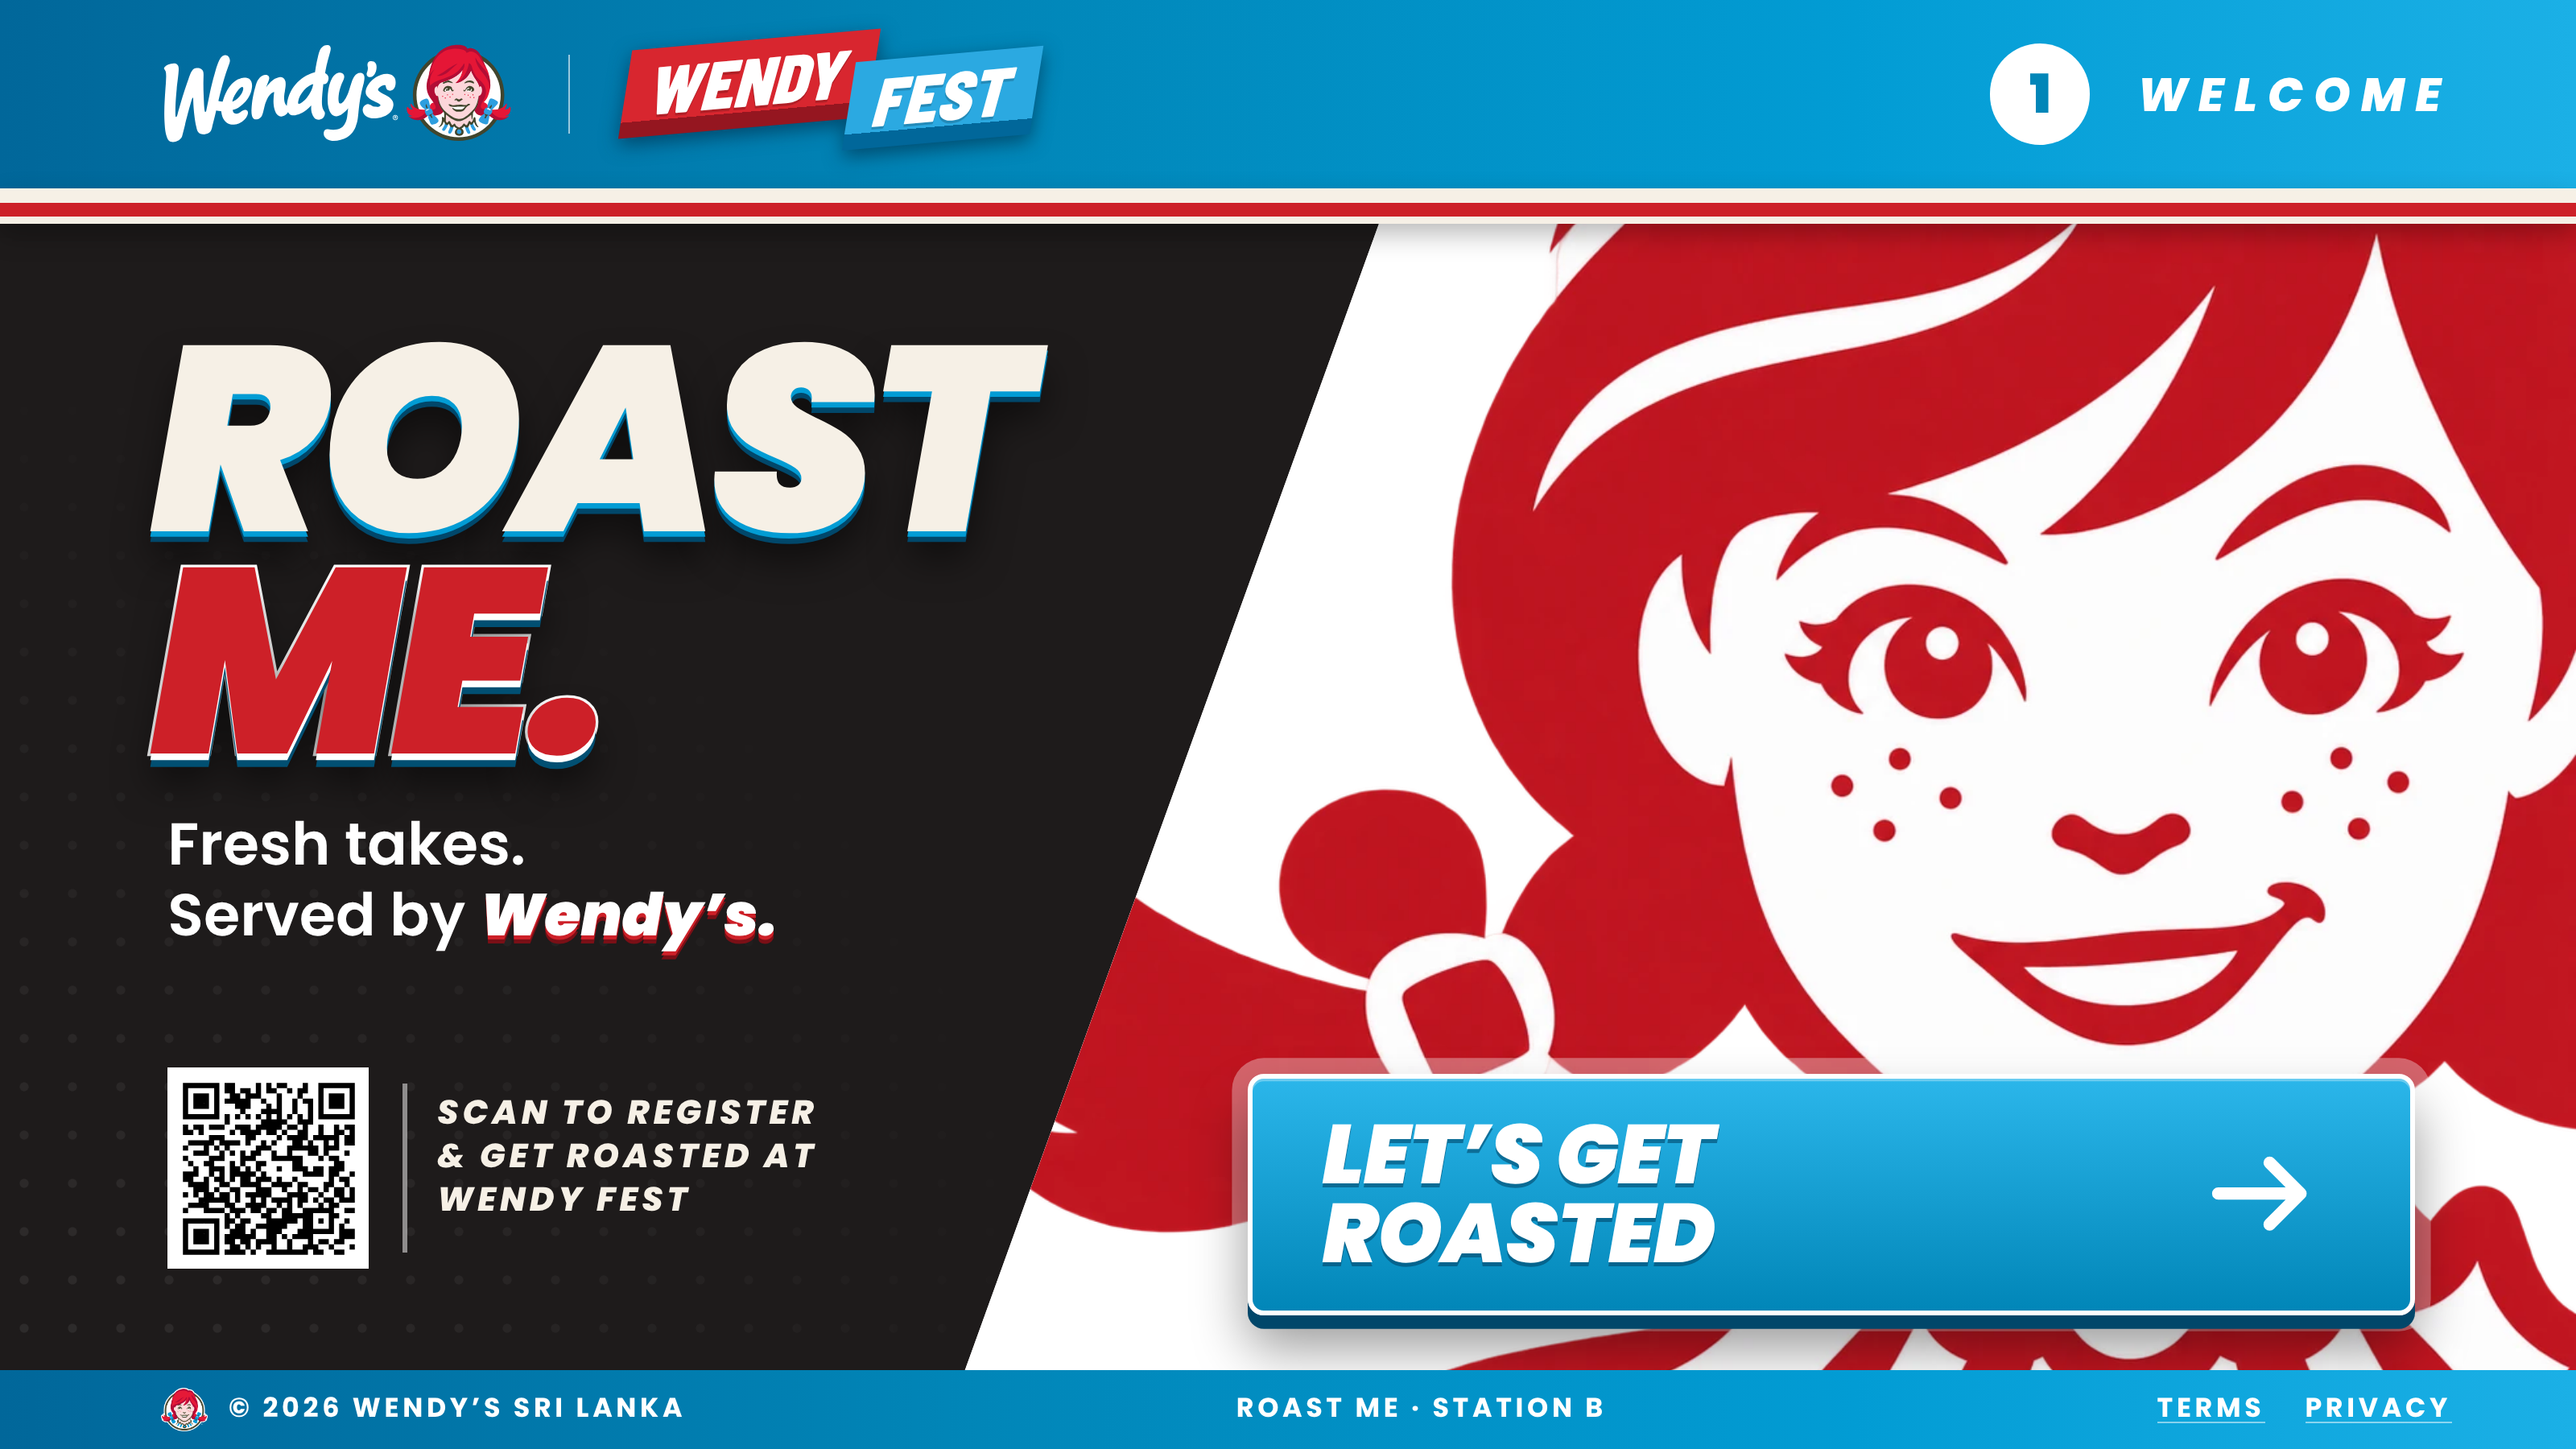 Wendy's
WENDY
FEST
1
WELCOME
ROAST
ME.
Fresh takes.
Served by Wendy’s.
SCAN TO REGISTER
& GET ROASTED AT
WENDY FEST
LET’S GET
ROASTED
© 2026 WENDY’S SRI LANKA
ROAST ME · STATION B
TERMS
PRIVACY